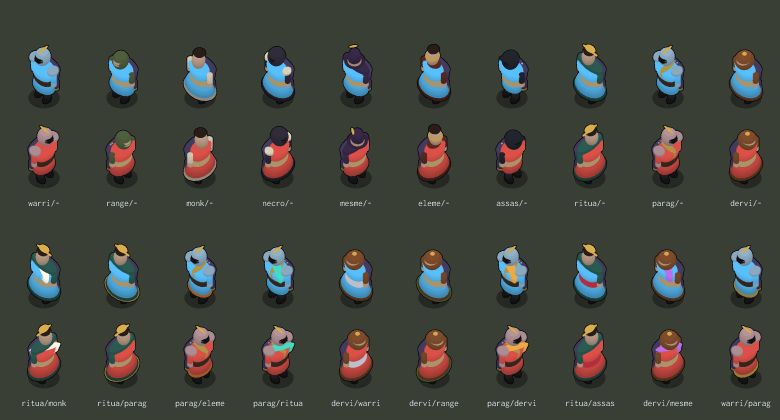 warri/- range/- monk/- necro/- mesme/- eleme/- assas/- ritua/- parag/- dervi/-
ritua/monk ritua/parag parag/eleme parag/ritua dervi/warri dervi/range parag/dervi ritua/assas dervi/mesme warri/parag